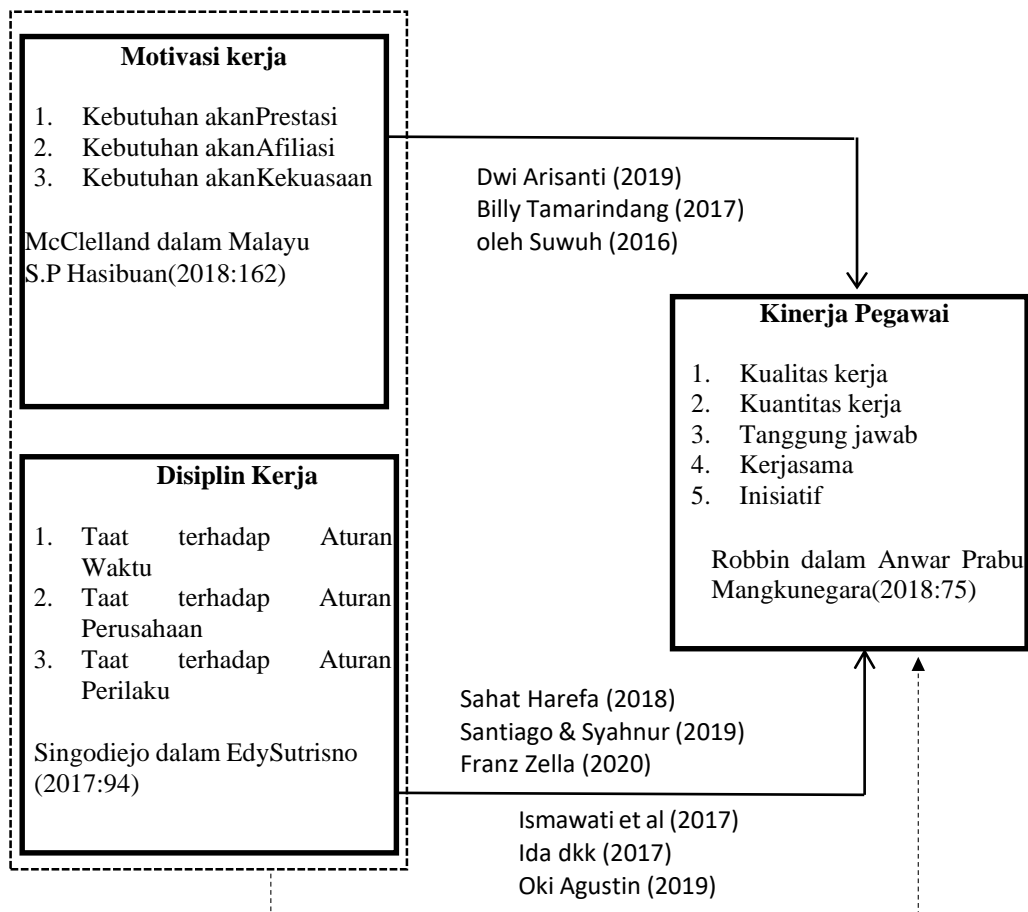 Motivasi kerja
1. Kebutuhan akanPrestasi
2. Kebutuhan akanAfiliasi
3. Kebutuhan akanKekuasaan
McClelland dalam Malayu
S.P Hasibuan(2018:162)
Dwi Arisanti (2019)
Billy Tamarindang (2017)
oleh Suwuh (2016)
Kinerja Pegawai
1. Kualitas kerja
2. Kuantitas kerja
3. Tanggung jawab
4. Kerjasama
5. Inisiatif
Robbin dalam Anwar Prabu
Mangkunegara(2018:75)
Disiplin Kerja
1. Taat terhadap Aturan
Waktu
2. Taat terhadap Aturan
Perusahaan
3. Taat terhadap Aturan
Perilaku
Singodiejo dalam EdySutrisno
(2017:94)
Sahat Harefa (2018)
Santiago & Syahnur (2019)
Franz Zella (2020)
Ismawati et al (2017)
Ida dkk (2017)
Oki Agustin (2019)